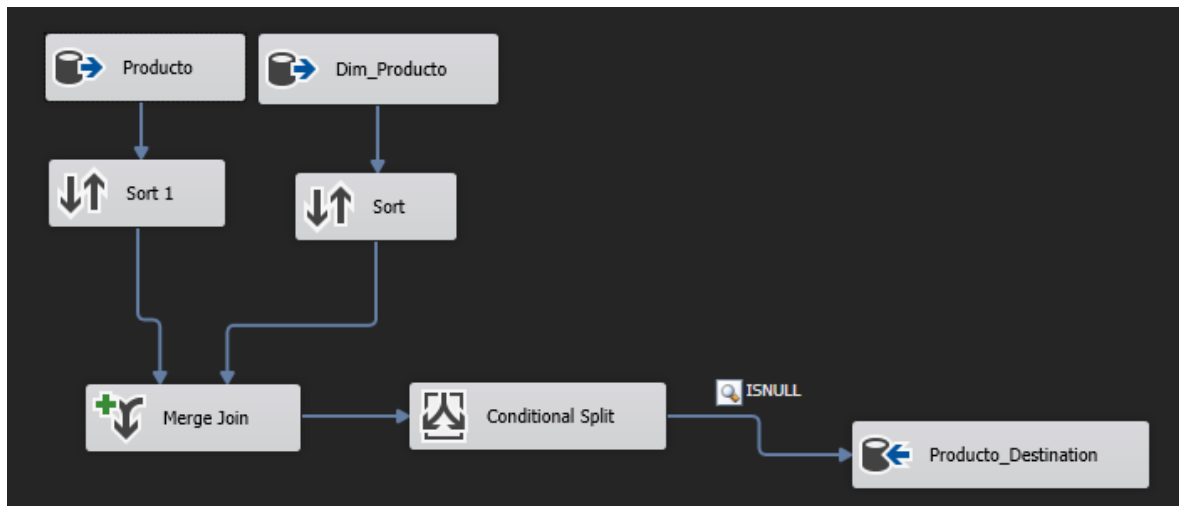 Producto
Dim_Producto
Sort 1
Sort
Merge Join
Conditional Split
ISNULL
Producto_Destination